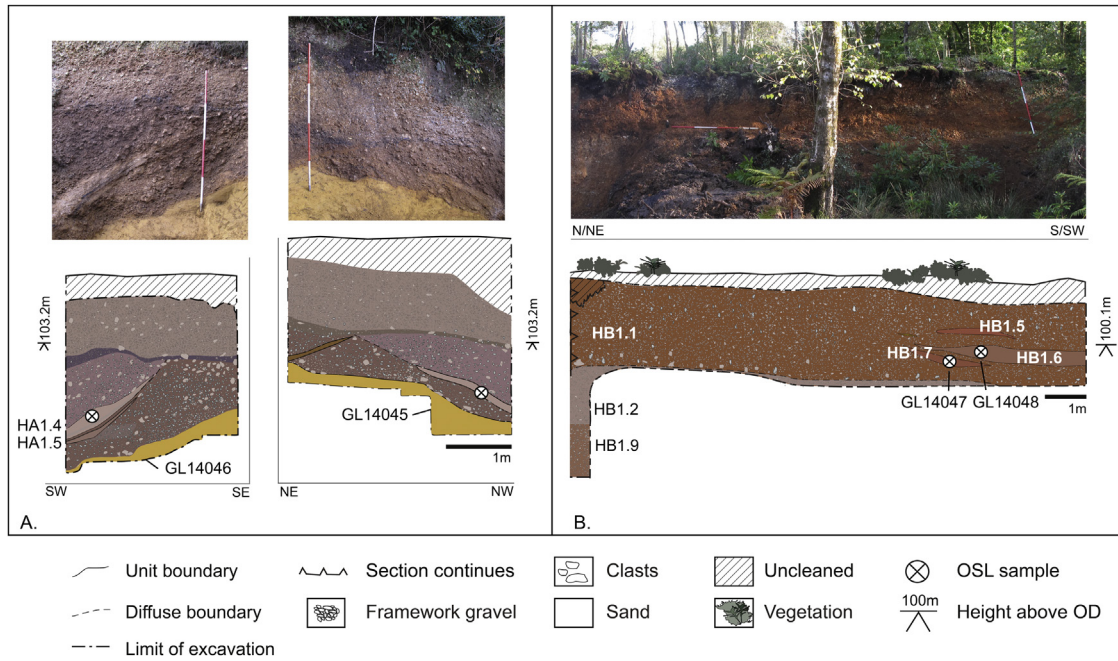 N/NE S/SW
103.2m
103.2m
100.1m
HB1.1
HB1.5
HB1.7
HB1.6
GL14047 GL14048
1m
HB1.2
HB1.9
HA1.4
HA1.5
GL14046
GL14045
1m
SW SE NE NW
A. B.
Unit boundary
Section continues
Clasts
Uncleaned
OSL sample
Diffuse boundary
Framework gravel
Sand
Vegetation
100m
Height above OD
Limit of excavation